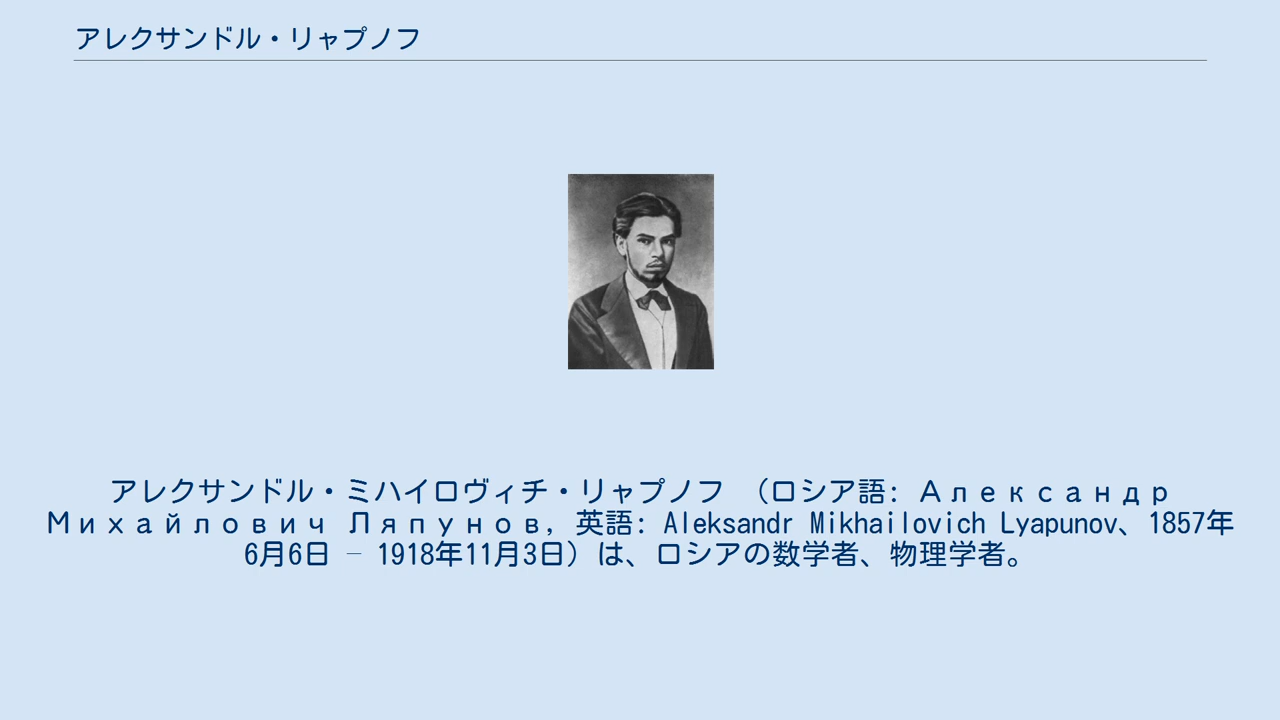 アレクサンドル・リャプノフ
アレクサンドル・ミハイロヴィチ・リャプノフ （ロシア語: Александр
Михайлович Ляпунов, 英語: Aleksandr Mikhailovich Lyapunov、1857年
6月6日 – 1918年11月3日）は、ロシアの数学者、物理学者。